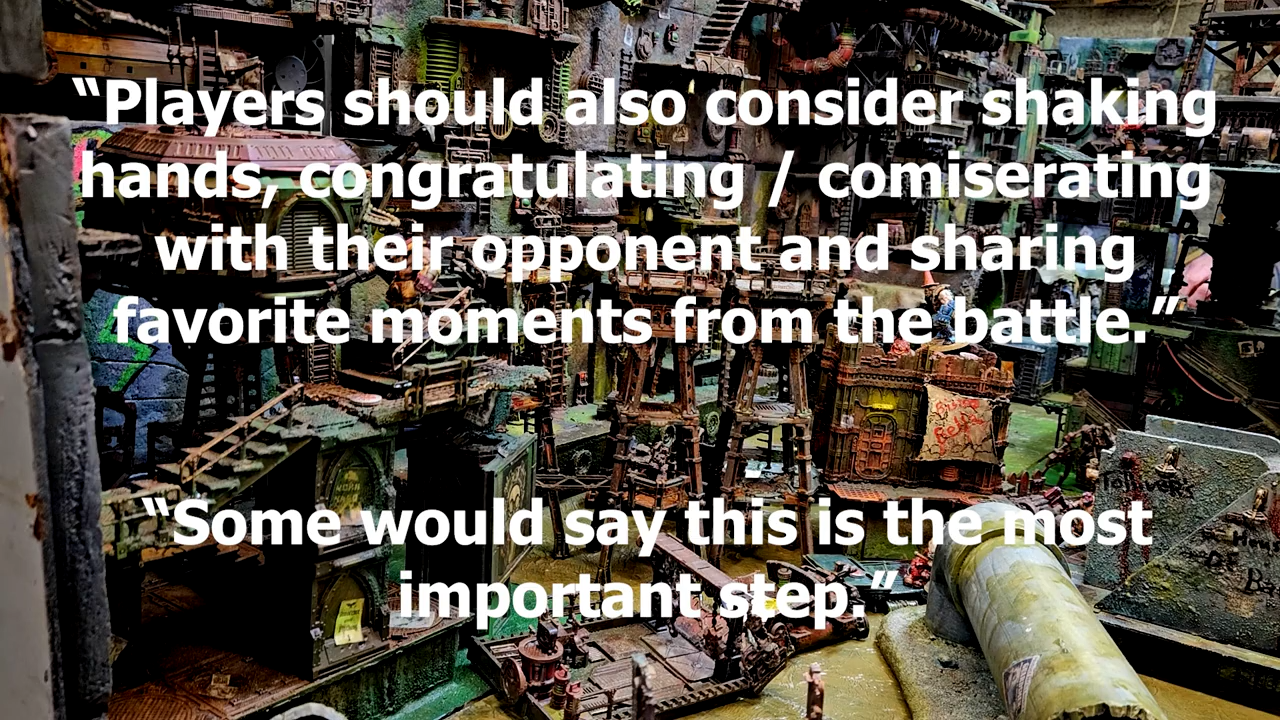 “Players should also consider shaking
hands, congratulating / comiserating
with their opponent and sharing
favorite moments from the battle.”
“Some would say this is the most
important step.”